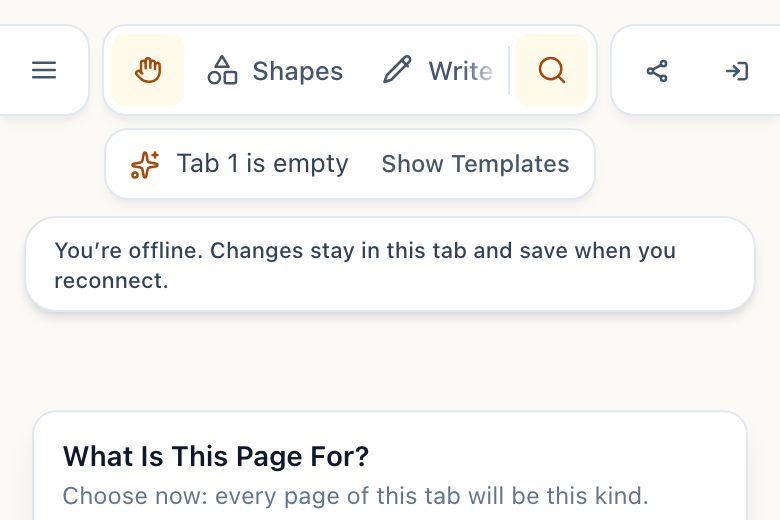 Shapes
Write
Tab 1 is empty Show Templates
You’re offline. Changes stay in this tab and save when you
reconnect.
What Is This Page For?
Choose now: every page of this tab will be this kind.